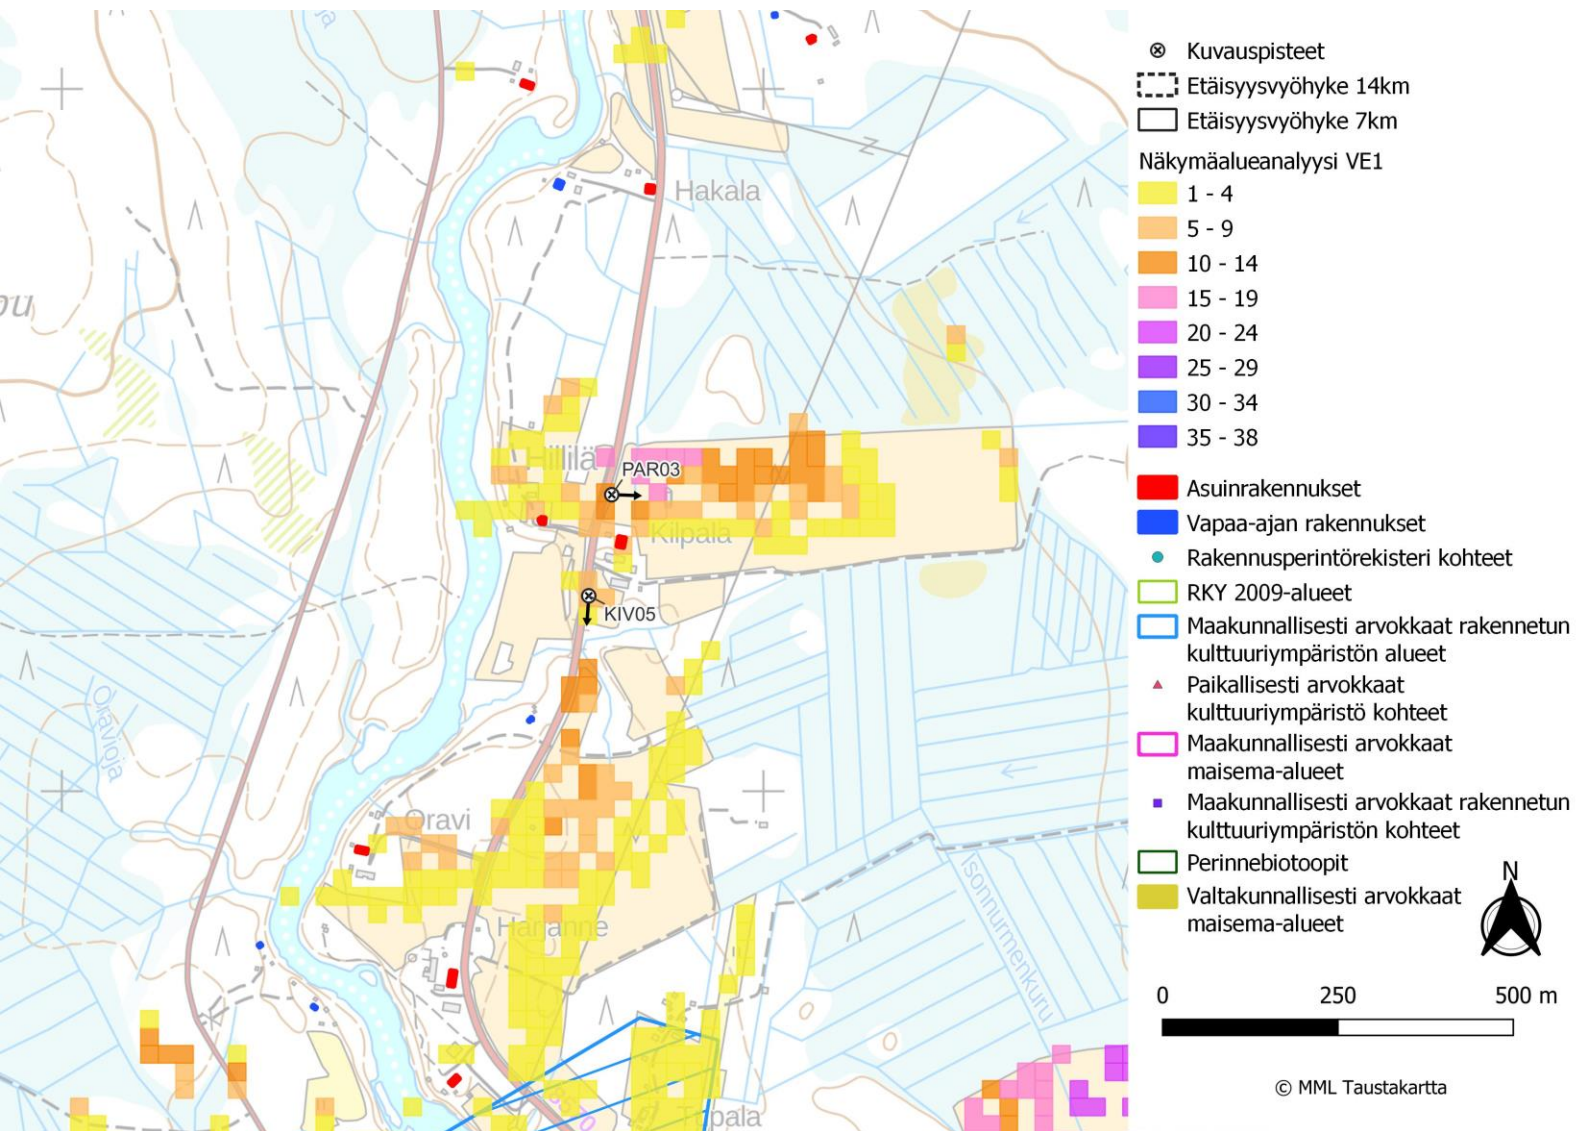 Hakala
Hillilä
PAR03
Kilpala
KIV05
Oravioja
Oravi
Harjanne
Isonnurmenkuru
Topala
Kuvauspisteet
Etäisyysvyöhyke 14km
Etäisyysvyöhyke 7km
Näkymäalueanalyysi VE1
1 - 4
5 - 9
10 - 14
15 - 19
20 - 24
25 - 29
30 - 34
35 - 38
Asuinrakennukset
Vapaa-ajan rakennukset
Rakennusperintörekisteri kohteet
RKY 2009-alueet
Maakunnallisesti arvokkaat rakennetun
kulttuuriympäristön alueet
Paikallisesti arvokkaat
kulttuuriympäristö kohteet
Maakunnallisesti arvokkaat
maisema-alueet
Maakunnallisesti arvokkaat rakennetun
kulttuuriympäristön kohteet
Perinnebiotoopit
Valtakunnallisesti arvokkaat
maisema-alueet
N
0 250 500 m
© MML Taustakartta